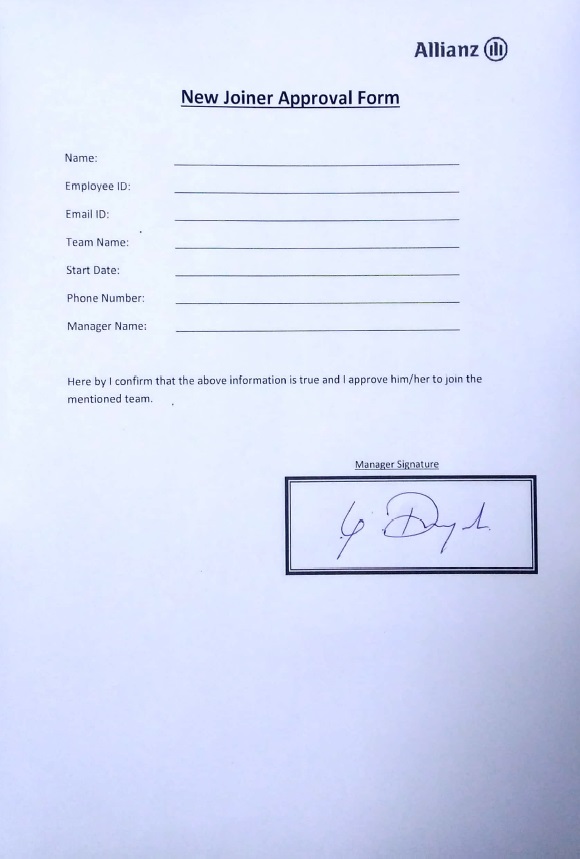 Allianz
New Joiner Approval Form
Name:
Employee ID:
Email ID:
Team Name:
Start Date:
Phone Number:
Manager Name:
Here by I confirm that the above information is true and I approve him/her to join the
mentioned team.
Manager Signature